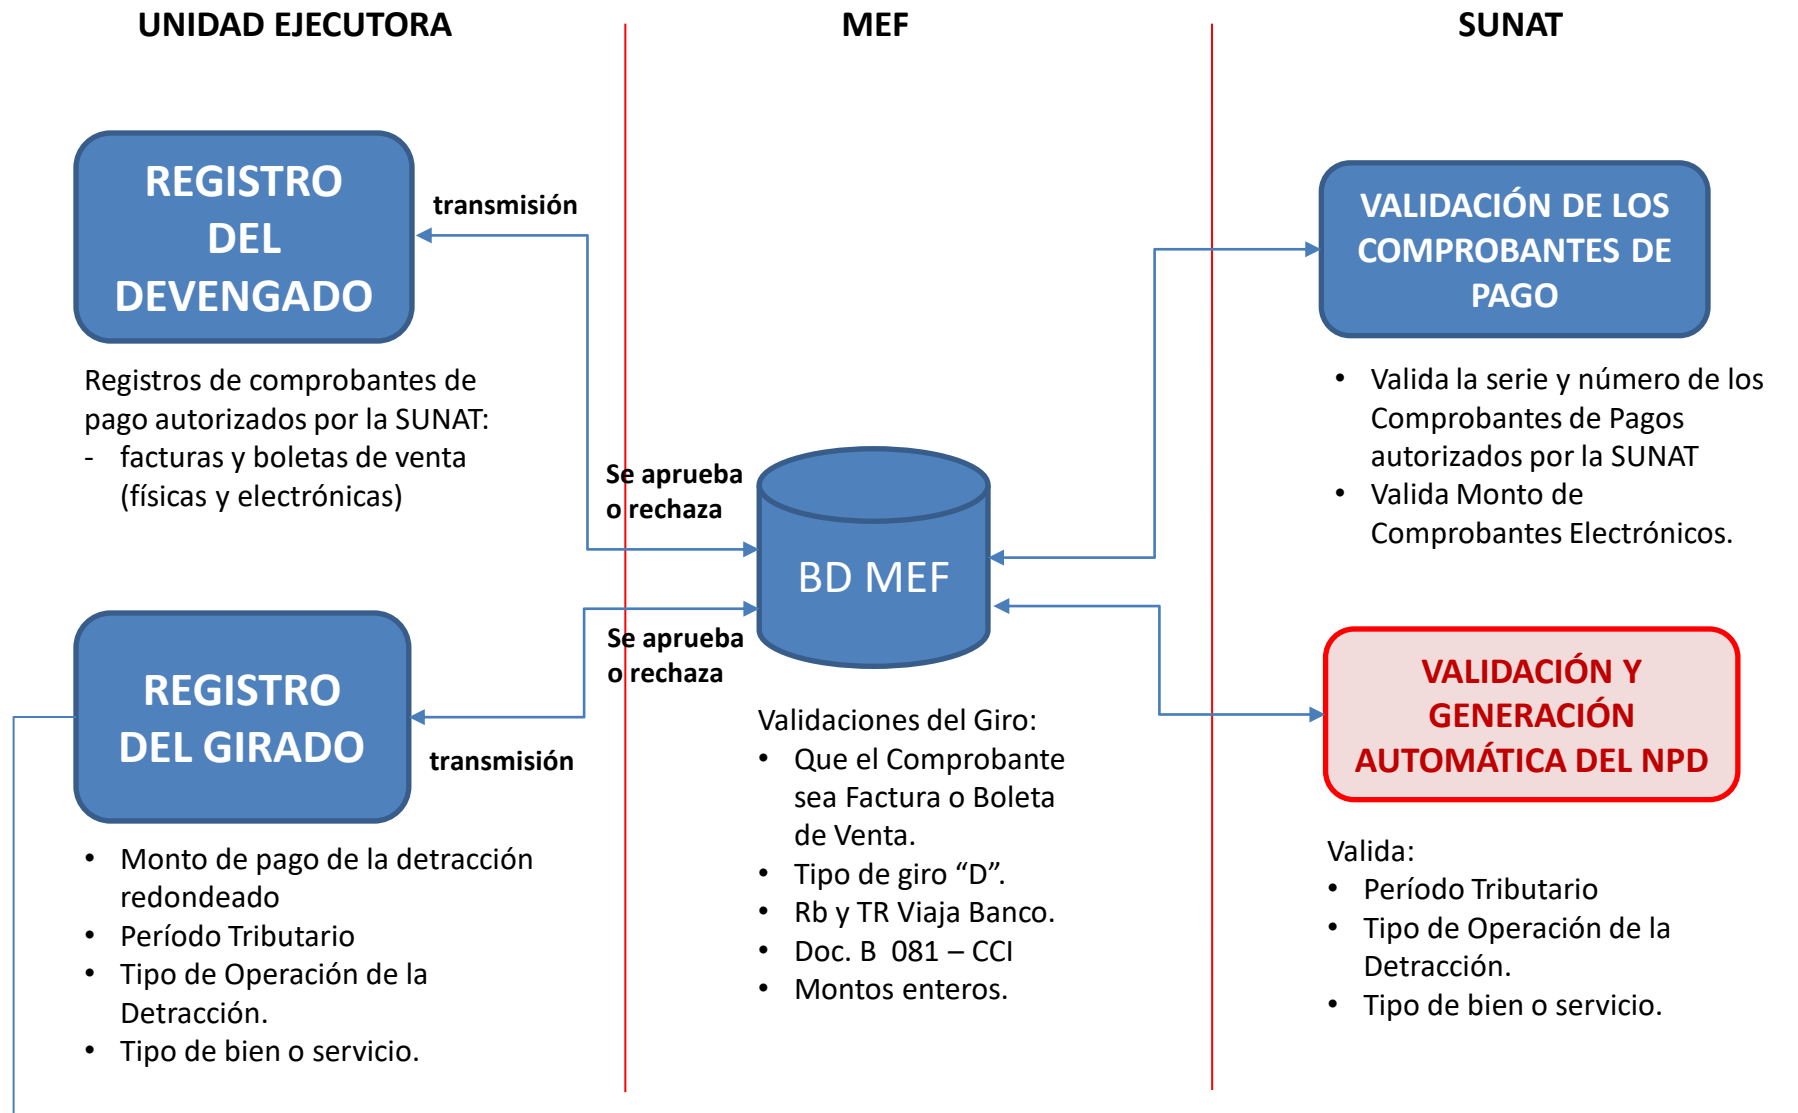 UNIDAD EJECUTORA
MEF
SUNAT
REGISTRO
DEL
DEVENGADO
transmisión
Registros de comprobantes de
pago autorizados por la SUNAT:
- facturas y boletas de venta
(físicas y electrónicas)
Se aprueba
o rechaza
REGISTRO
DEL GIRADO
Se aprueba
o rechaza
transmisión
• Monto de pago de la detracción
redondeado
• Período Tributario
• Tipo de Operación de la
Detracción.
• Tipo de bien o servicio.
BD MEF
Validaciones del Giro:
• Que el Comprobante
sea Factura o Boleta
de Venta.
• Tipo de giro “D”.
• Rb y TR Viaja Banco.
• Doc. B 081 – CCI
• Montos enteros.
VALIDACIÓN DE LOS
COMPROBANTES DE
PAGO
• Valida la serie y número de los
Comprobantes de Pagos
autorizados por la SUNAT
• Valida Monto de
Comprobantes Electrónicos.
VALIDACIÓN Y
GENERACIÓN
AUTOMÁTICA DEL NPD
Valida:
• Período Tributario
• Tipo de Operación de la
Detracción.
• Tipo de bien o servicio.